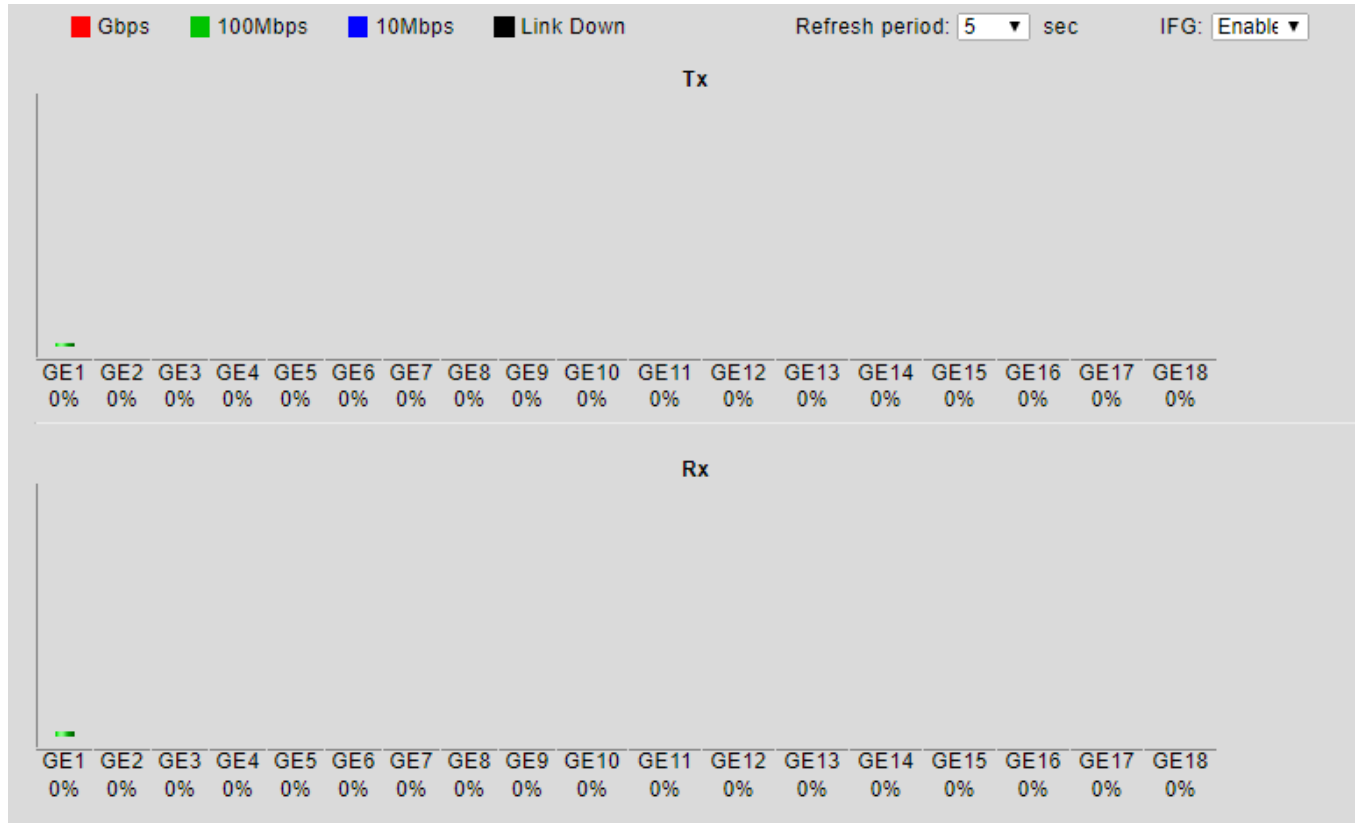 Gbps 100Mbps 10Mbps Link Down Refresh period: 5 sec IFG: Enable
Tx
GE1 GE2 GE3 GE4 GE5 GE6 GE7 GE8 GE9 GE10 GE11 GE12 GE13 GE14 GE15 GE16 GE17 GE18
0% 0% 0% 0% 0% 0% 0% 0% 0% 0% 0% 0% 0% 0% 0% 0% 0% 0%
Rx
GE1 GE2 GE3 GE4 GE5 GE6 GE7 GE8 GE9 GE10 GE11 GE12 GE13 GE14 GE15 GE16 GE17 GE18
0% 0% 0% 0% 0% 0% 0% 0% 0% 0% 0% 0% 0% 0% 0% 0% 0% 0%